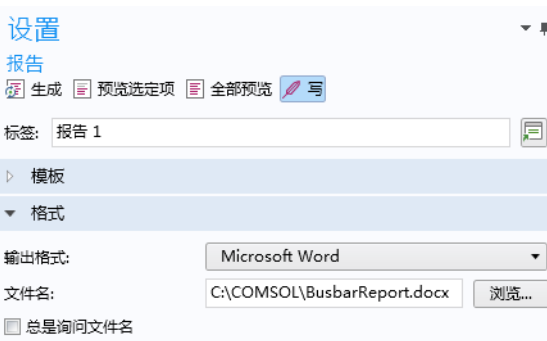 设置
报告
生成 预览选定项 全部预览 写
标签: 报告 1
模板
格式
输出格式: Microsoft Word
文件名: C:\COMSOL\BusbarReport.docx 浏览...
总是询问文件名